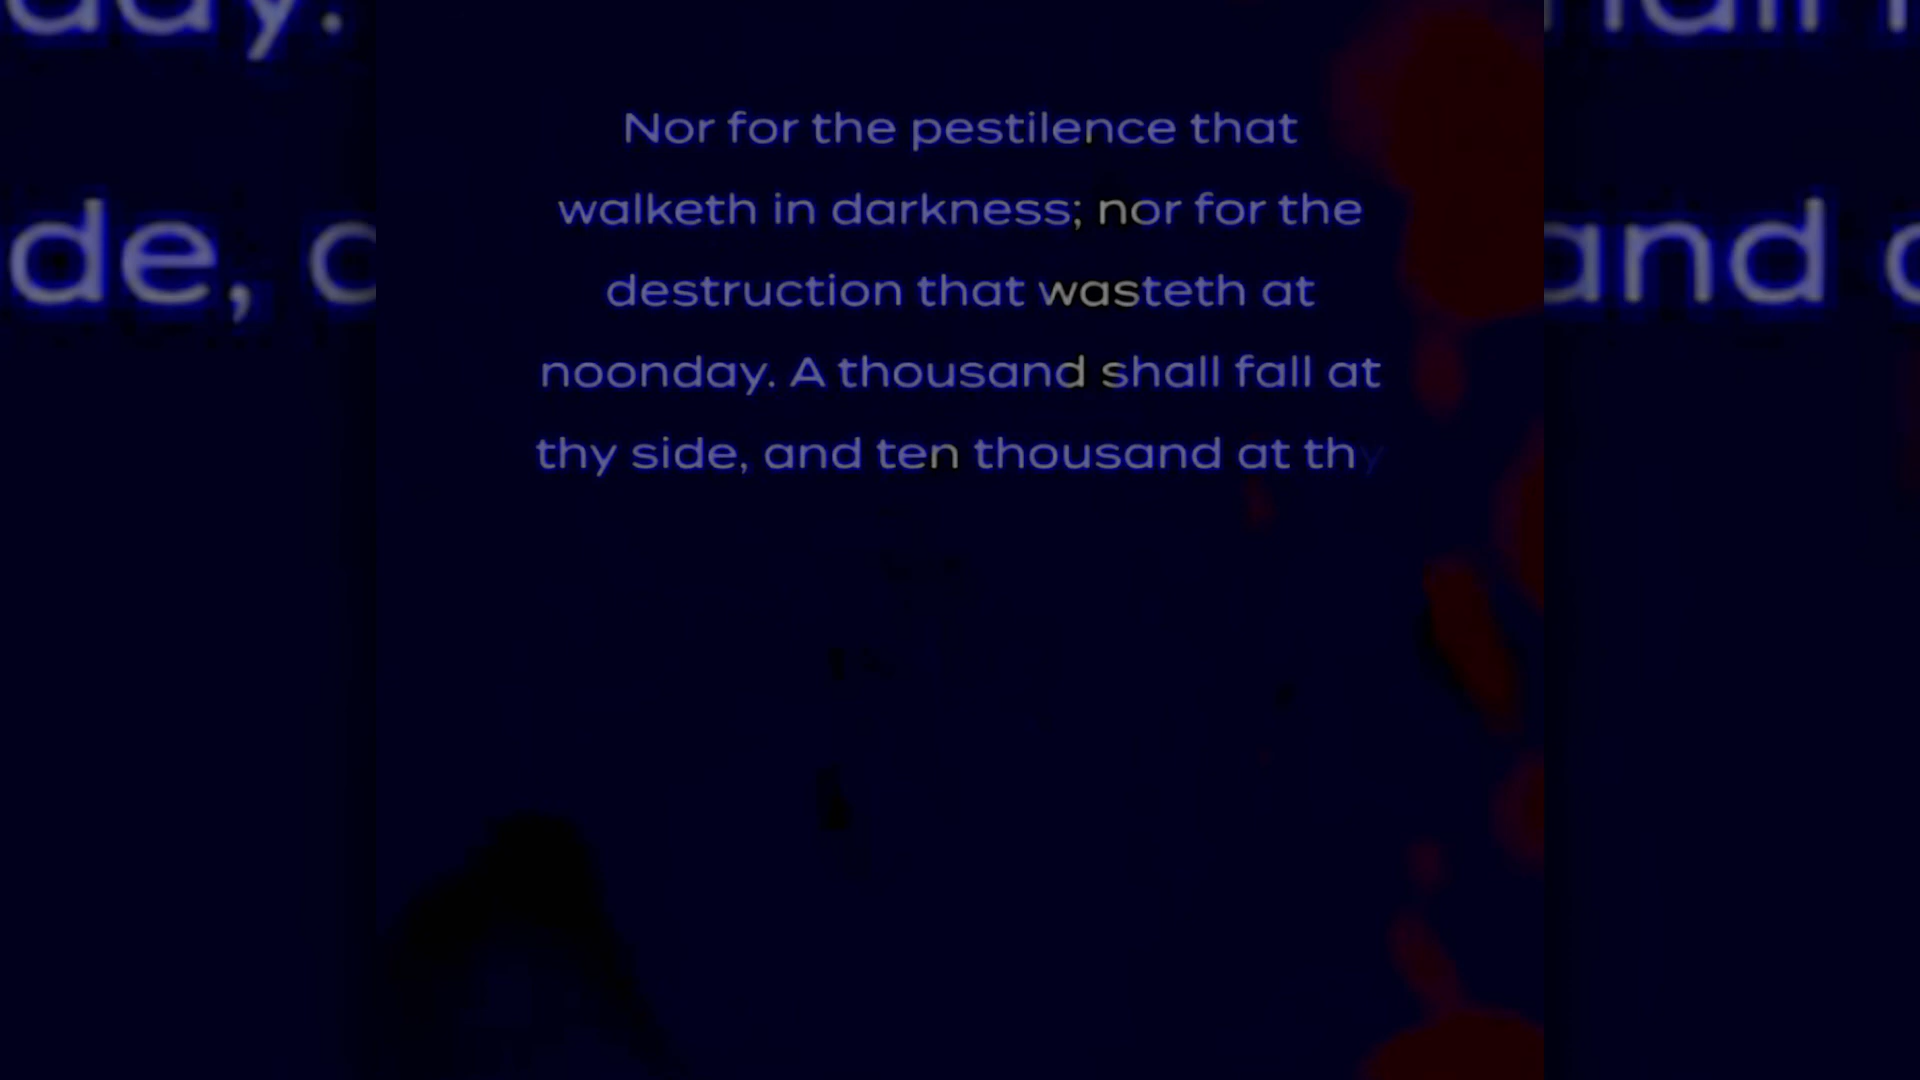 Nor for the pestilence that
walketh in darkness; nor for the
destruction that wasteth at
noonday. A thousand shall fall at
thy side, and ten thousand at thy